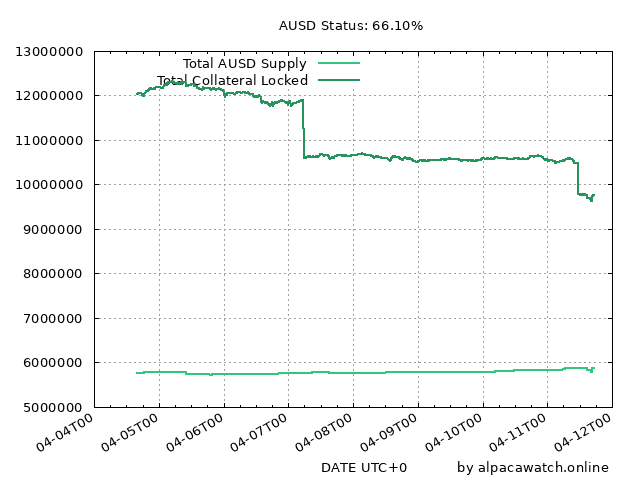 AUSD Status: 66.10%
13000000
Total AUSD Supply
Total Collateral Locked
12000000
11000000
10000000
9000000
8000000
7000000
6000000
5000000
04-04T00
04-05T00
04-06T00
04-07T00
04-08T00
04-09T00
04-10T00
04-11T00
04-12T00
DATE UTC+0
by alpacawatch.online